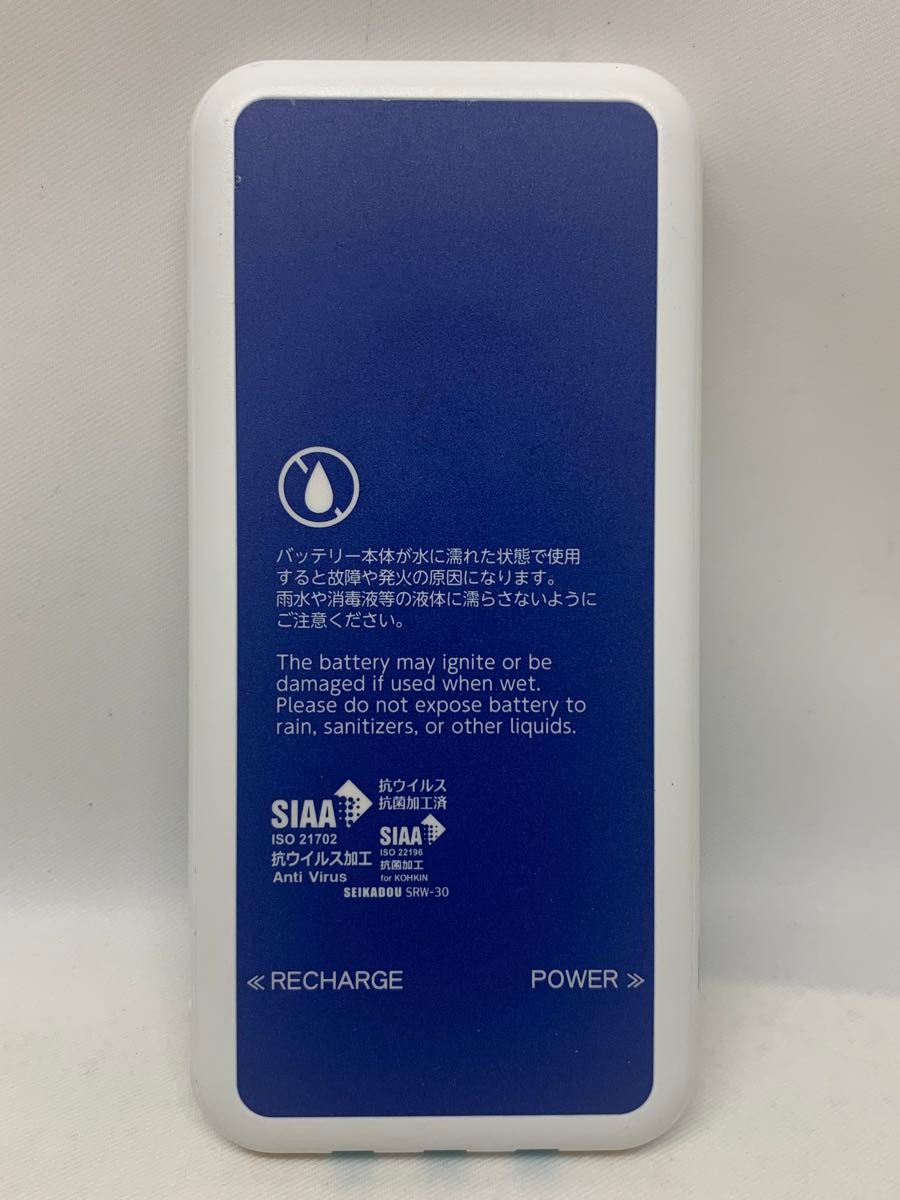 バッテリー本体が水に濡れた状態で使用
すると故障や発火の原因になります。
雨水や消毒液等の液体に濡らさないように
ご注意ください。
The battery may ignite or be
damaged if used when wet.
Please do not expose battery to
rain, sanitizers, or other liquids.
SIAA
ISO 21702
抗ウイルス加工
Anti Virus
抗ウイルス
抗菌加工済
SIAA
ISO 22196
抗菌加工
for KOHKIN
SEIKADOU SRW-30
≪ RECHARGE
POWER ≫